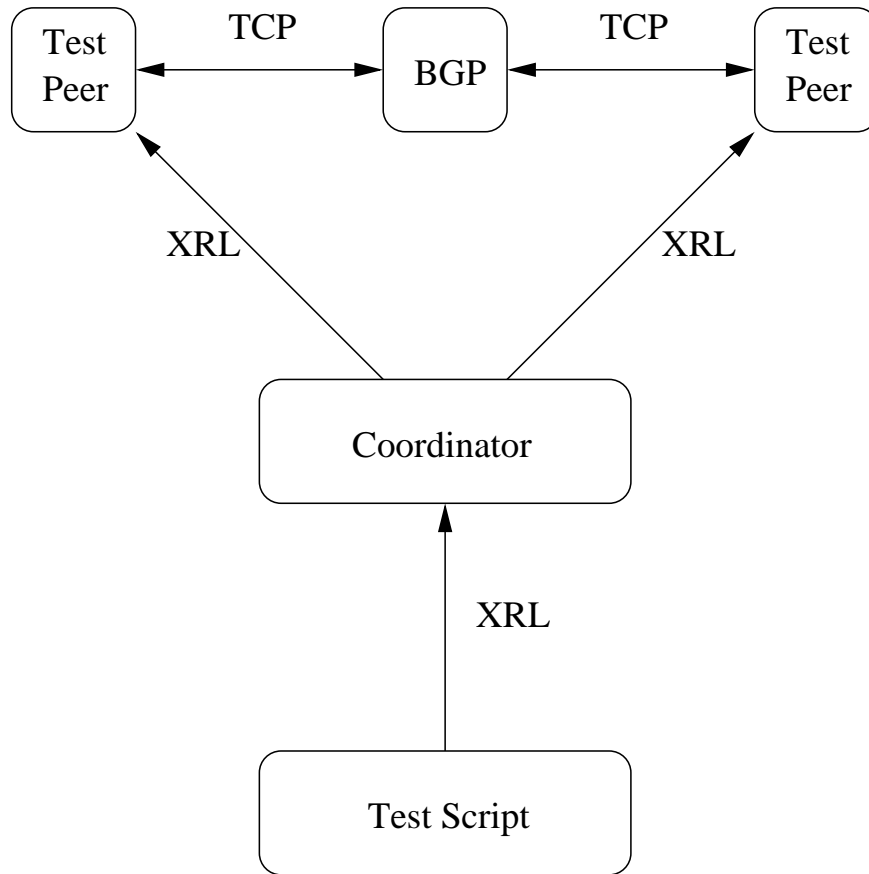 TCP
TCP
Test
Peer
BGP
Test
Peer
XRL
XRL
Coordinator
XRL
Test Script